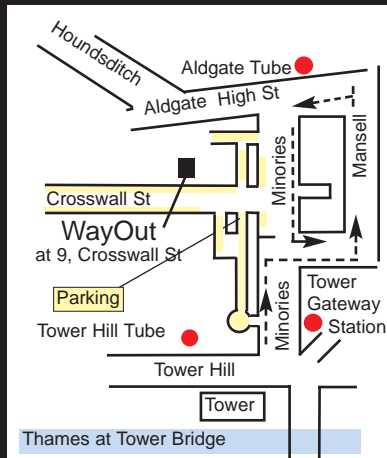 Houndsditch
Aldgate Tube
Aldgate High St
Minories
Mansell
Crosswall St
WayOut
at 9, Crosswall St
Parking
Tower Hill Tube
Minories
Tower
Gateway
Station
Tower Hill
Tower
Thames at Tower Bridge